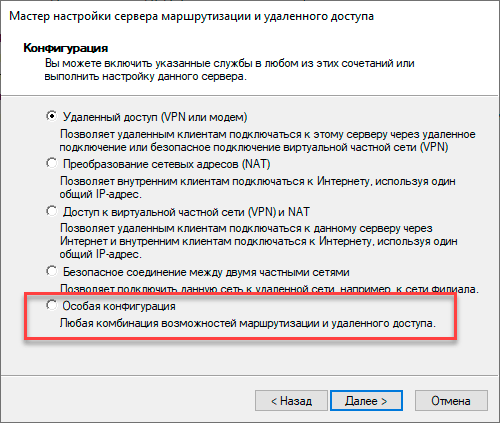 Мастер настройки сервера маршрутизации и удаленного доступа
Конфигурация
Вы можете включить указанные службы в любом из этих сочетаний или
выполнить настройку данного сервера.
Удаленный доступ (VPN или модем)
Позволяет удаленным клиентам подключаться к этому серверу через удаленное
подключение или безопасное подключение виртуальной частной сети (VPN)
Преобразование сетевых адресов (NAT)
Позволяет внутренним клиентам подключаться к Интернету, используя один
общий IP-адрес.
Доступ к виртуальной частной сети (VPN) и NAT
Позволяет удаленным клиентам подключаться к данному серверу через
Интернет и внутренним клиентам подключаться к Интернету, используя один
общий IP-адрес.
Безопасное соединение между двумя частными сетями
Позволяет подключить данную сеть к удаленной сети, например, к сети филиала.
Особая конфигурация
Любая комбинация возможностей маршрутизации и удаленного доступа.
< Назад
Далее >
Отмена